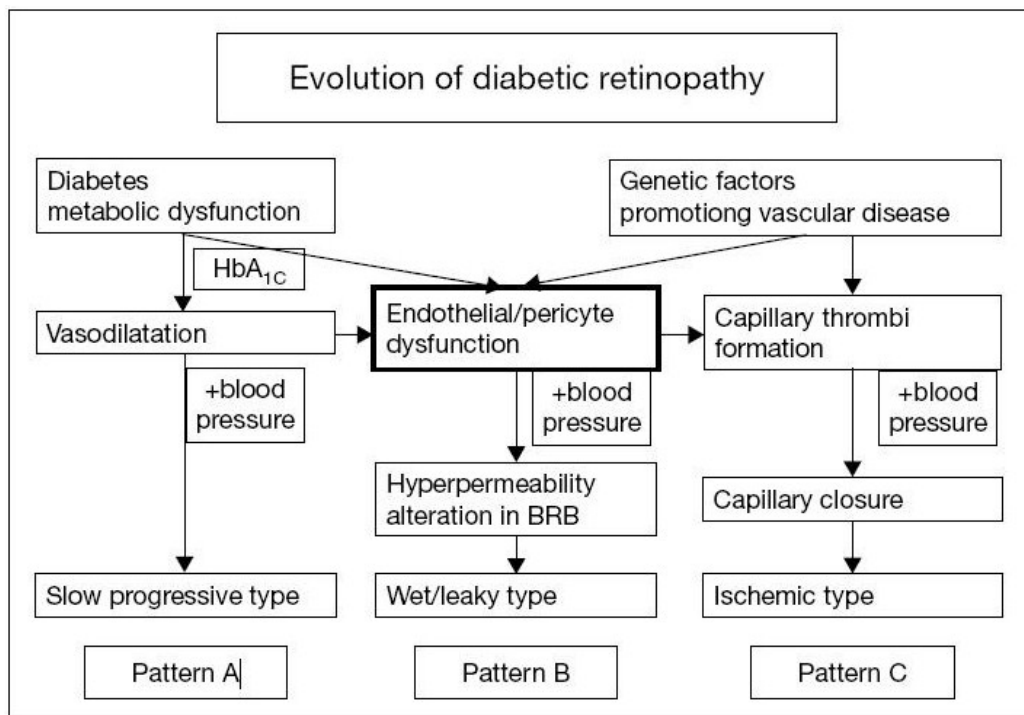 Evolution of diabetic retinopathy
Diabetes
metabolic dysfunction
Genetic factors
promotiong vascular disease
HbA1C
Vasodilatation
Endothelial/pericyte
dysfunction
Capillary thrombi
formation
+blood
pressure
+blood
pressure
+blood
pressure
Hyperpermeability
alteration in BRB
Capillary closure
Slow progressive type
Wet/leaky type
Ischemic type
Pattern A
Pattern B
Pattern C